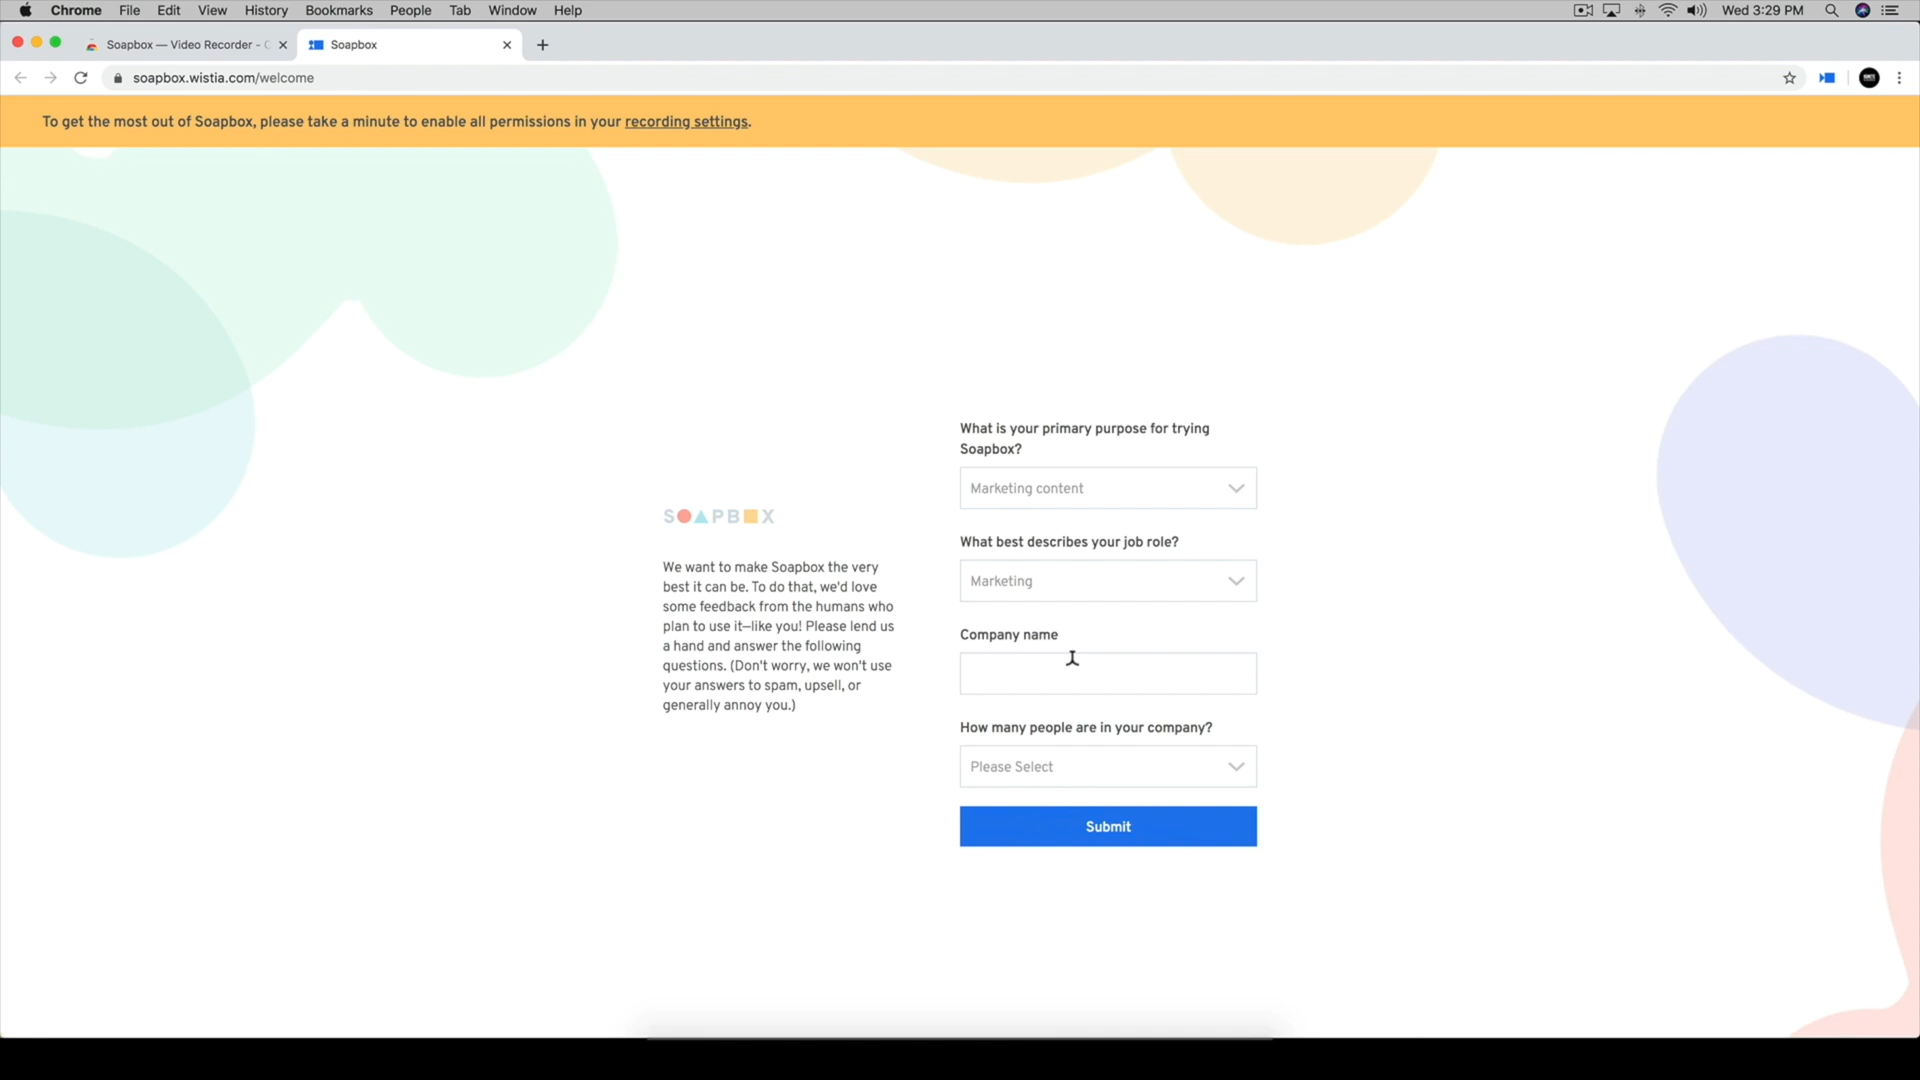 Chrome File Edit View History Bookmarks People Tab Window Help Wed 3:29 PM
Soapbox — Video Recorder - Soapbox
soapbox.wistia.com/welcome
To get the most out of Soapbox, please take a minute to enable all permissions in your recording settings.
What is your primary purpose for trying
Soapbox?
Marketing content
SOAPBOX
What best describes your job role?
Marketing
We want to make Soapbox the very
best it can be. To do that, we'd love
some feedback from the humans who
plan to use it—like you! Please lend us
a hand and answer the following
questions. (Don't worry, we won't use
your answers to spam, upsell, or
generally annoy you.)
Company name
How many people are in your company?
Please Select
Submit